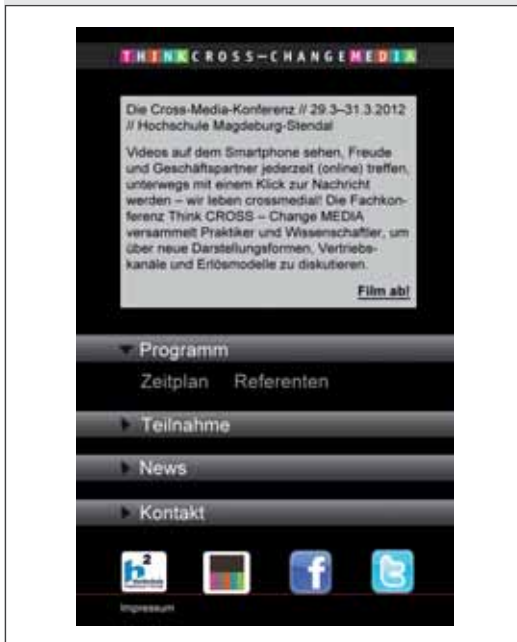 THINKCROSS–CHANGEMEDIA
Die Cross-Media-Konferenz // 29.3–31.3.2012
// Hochschule Magdeburg-Stendal
Videos auf dem Smartphone sehen, Freude
und Geschäftspartner jederzeit (online) treffen,
unterwegs mit einem Klick zur Nachricht
werden – wir leben crossmedial! Die Fachkon-
ferenz Think CROSS – Change MEDIA
versammelt Praktiker und Wissenschaftler, um
über neue Darstellungsformen, Vertriebs-
kanäle und Erlösmodelle zu diskutieren.
Film ab!
Programm
Zeitplan Referenten
Teilnahme
News
Kontakt
h2
Impressum